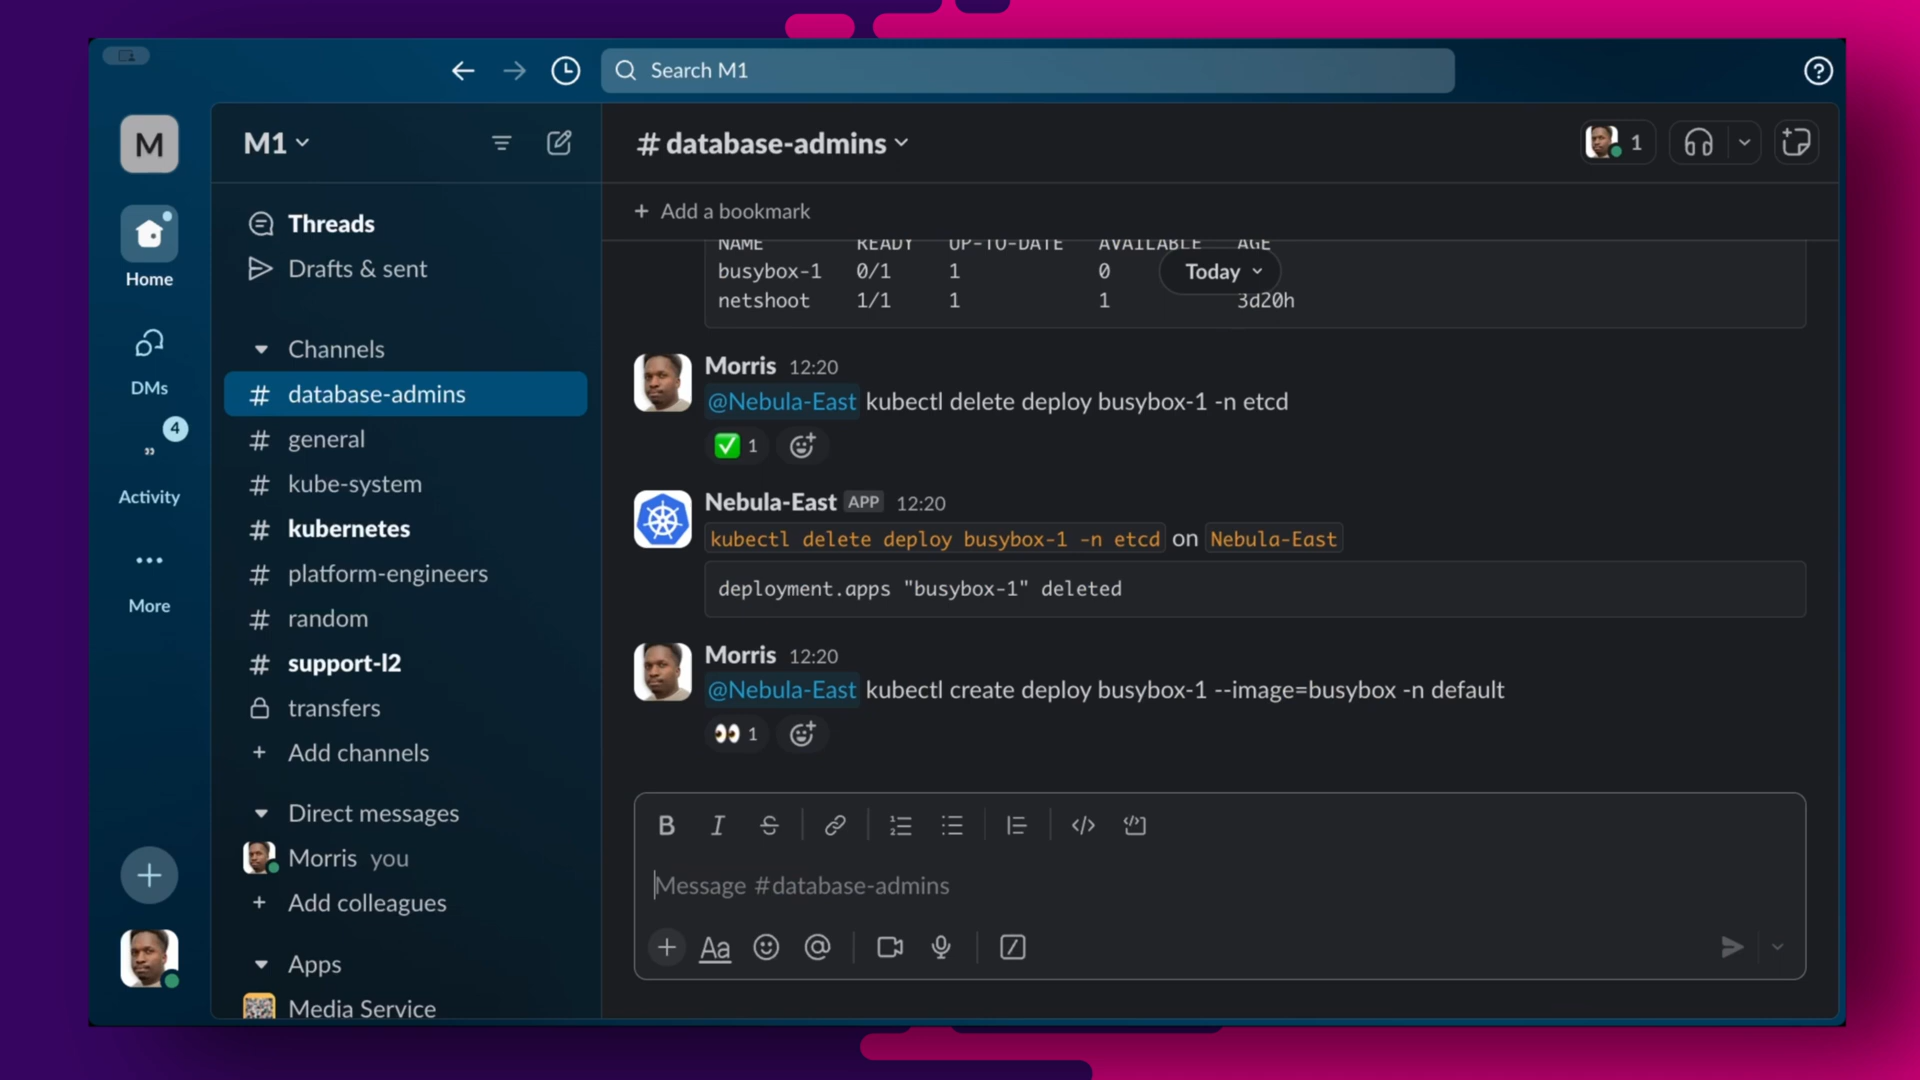 Search M1
M
M1
# database-admins
1
+ Add a bookmark
Threads
Drafts & sent
Home
Channels
DMs
# database-admins
# general
4
# kube-system
Activity
# kubernetes
# platform-engineers
More
# random
# support-l2
transfers
+ Add channels
Direct messages
Morris you
+ Add colleagues
Apps
Media Service
NAME READY UP-TO-DATE AVAILABLE AGE
busybox-1 0/1 1 0
Today
netshoot 1/1 1 1 3d20h
Morris 12:20
@Nebula-East kubectl delete deploy busybox-1 -n etcd
✅ 1
Nebula-East APP 12:20
kubectl delete deploy busybox-1 -n etcd on Nebula-East
deployment.apps "busybox-1" deleted
Morris 12:20
@Nebula-East kubectl create deploy busybox-1 --image=busybox -n default
👀 1
B I S
Message #database-admins
+ Aa @